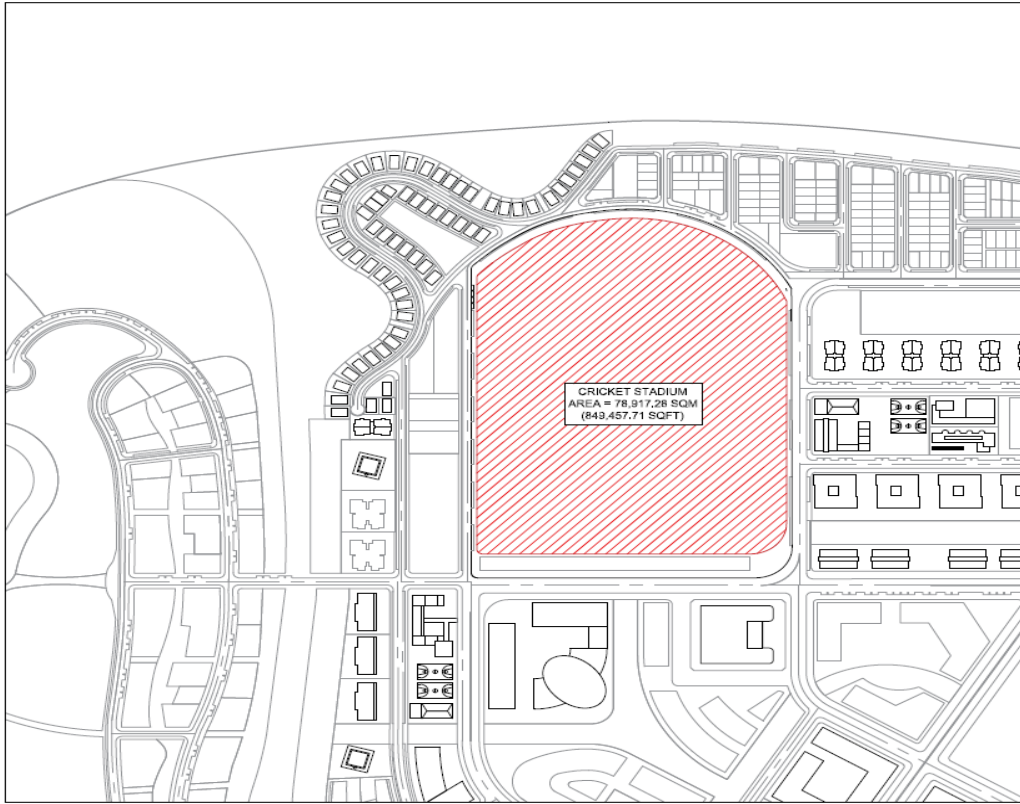 CRICKET STADIUM
AREA = 78,917.28 SQM
(849,457.71 SQFT)